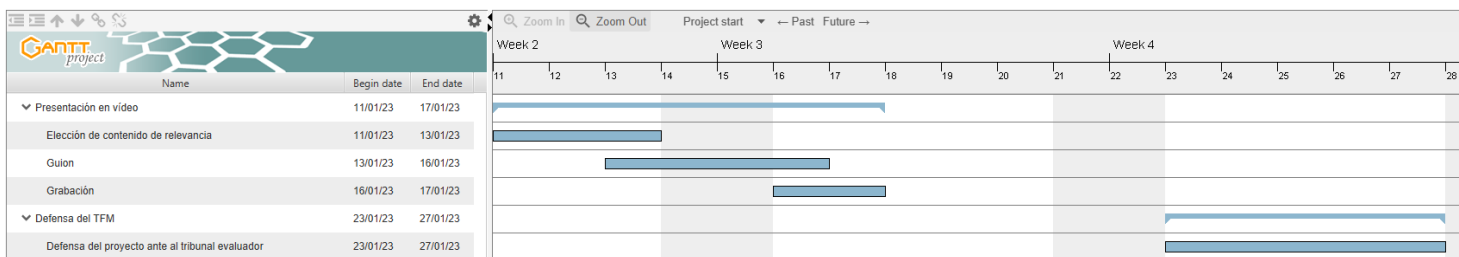 Zoom In Zoom Out Project start ← Past Future →
GANTT project
Week 2 Week 3 Week 4
Name Begin date End date
11 12 13 14 15 16 17 18 19 20 21 22 23 24 25 26 27 28
Presentación en vídeo 11/01/23 17/01/23
Elección de contenido de relevancia 11/01/23 13/01/23
Guion 13/01/23 16/01/23
Grabación 16/01/23 17/01/23
Defensa del TFM 23/01/23 27/01/23
Defensa del proyecto ante al tribunal evaluador 23/01/23 27/01/23